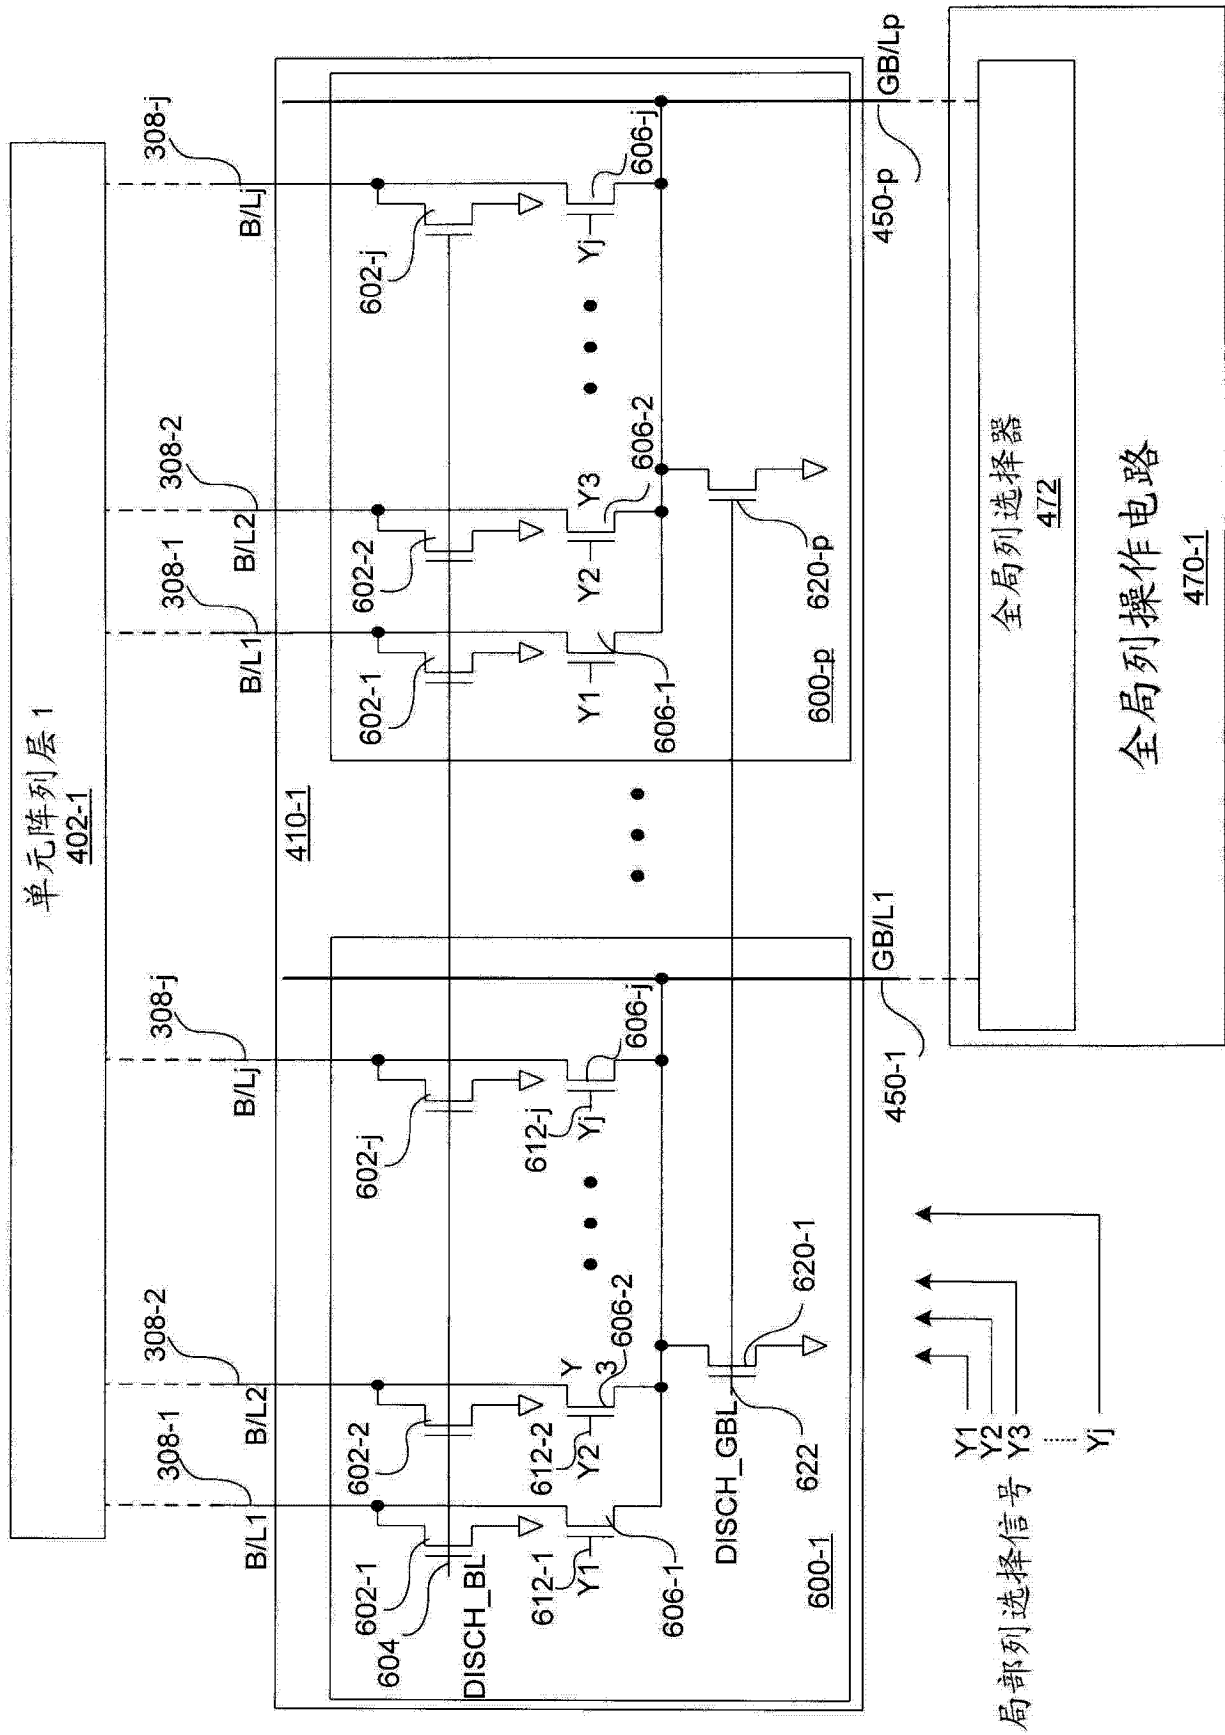 单元阵列层 1
402-1
308-1
308-2
308-j
308-1
308-2
308-j
B/L1
B/L2
B/Lj
B/L1
B/L2
B/Lj
410-1
602-1
602-2
602-j
602-1
602-2
602-j
604
DISCH_BL
612-1
612-2
612-j
Y1
Y2
Y
3
Yj
Y1
Y2
Y3
Yj
606-1
606-2
606-j
606-1
606-2
606-j
DISCH_GBL
622
620-1
620-p
600-1
600-p
GB/L1
GB/Lp
450-1
450-p
局部列选择信号
Y1
Y2
Y3
Yj
全局列选择器
472
全局列操作电路
470-1